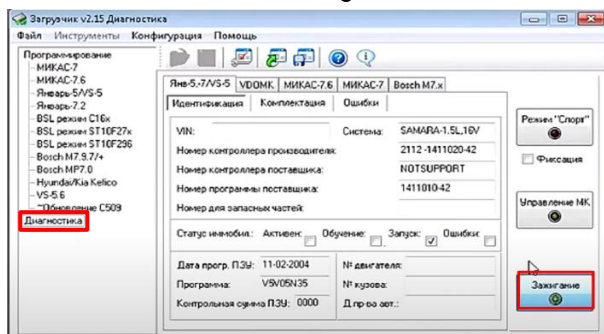 Загрузчик v2.15 Диагностика
Файл Инструменты Конфигурация Помощь
Программирование
МИКАС-7
МИКАС-7.6
Январь-5/VS-5
Январь-7.2
BSL режим C16x
BSL режим ST10F27x
BSL режим ST10F296
Bosch M7.9.7/+
Bosch MP7.0
Hyundai/Kia Kefico
VS-5.6
~Обновление C509
Диагностика
Янв-5,-7/VS-5 VDOMK МИКАС-7.6 МИКАС-7 Bosch M7.x
Идентификация Комплектация Ошибки
VIN: Система: SAMARA-1.5L,16V
Номер контроллера производителя: 2112 -1411020-42
Номер контроллера поставщика: NOTSUPPORT
Номер программы поставщика: 1411010-42
Номер для запасных частей:
Статус иммобил.: Активен: Обучение: Запуск: Ошибки:
Дата прогр. ПЗУ: 11-02-2004 № двигателя:
Программа: V5V05N35 № кузова:
Контрольная сумма ПЗУ: 0000 Д.пр-ва авт.:
Режим "Спорт"
Фиксация
Управление МК
Зажигание